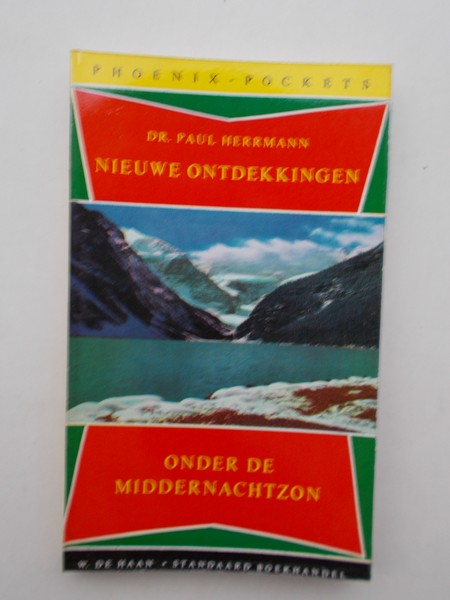 PHOENIX-POCKETS
DR. PAUL HERRMANN
NIEUWE ONTDEKKINGEN
ONDER DE
MIDDERNACHTZON
W. DE HAAN • STANDAARD BOEKHANDEL